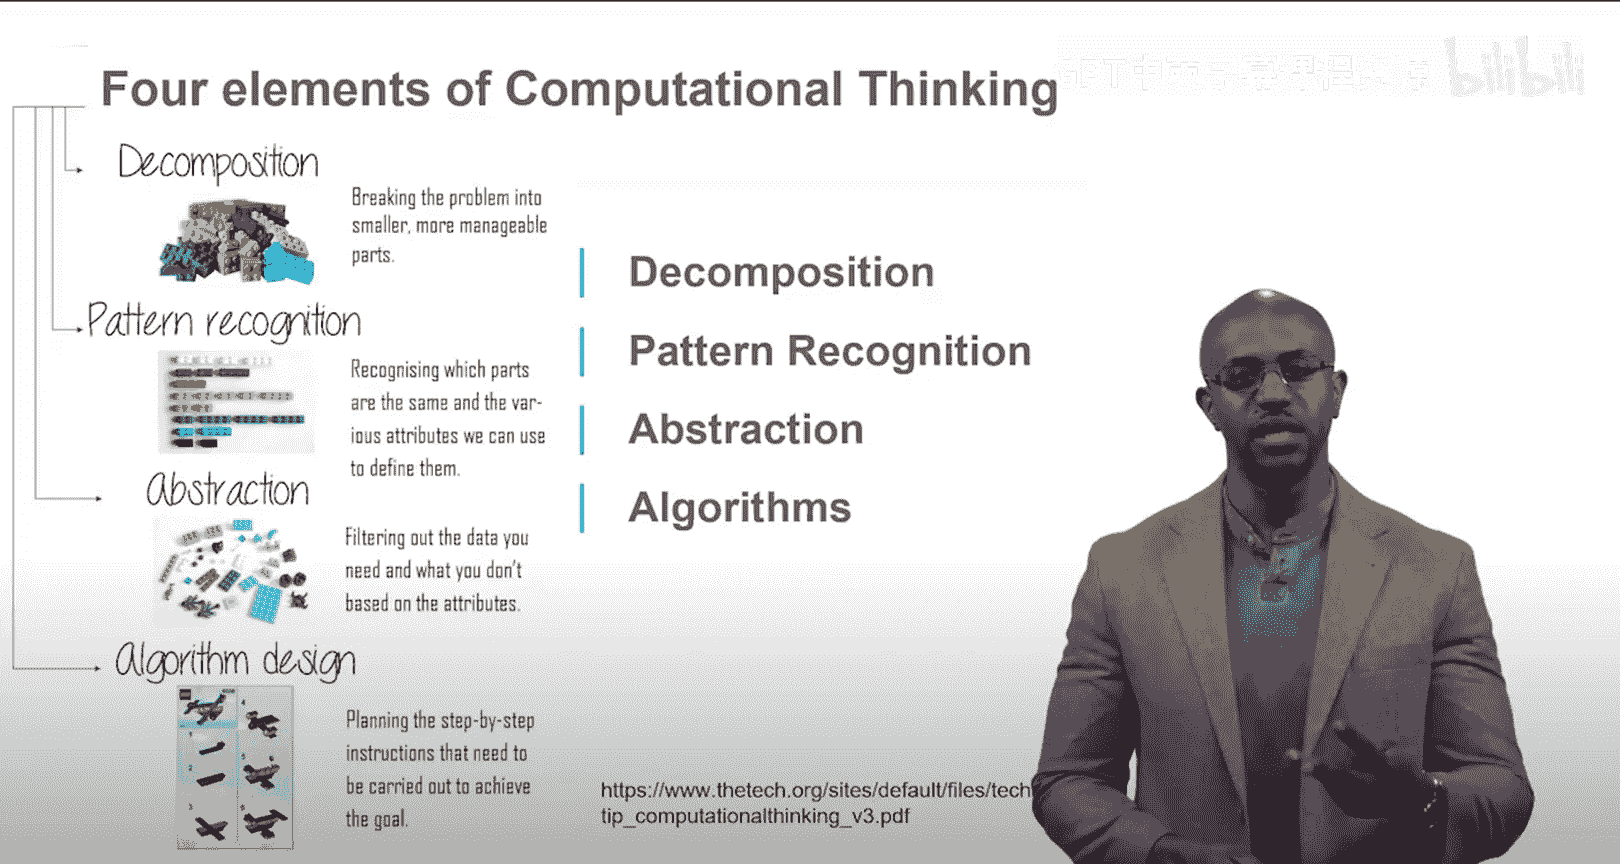 Four elements of Computational Thinking
bilibili
Decomposition
Breaking the problem into
smaller, more manageable
parts.
Pattern recognition
Recognising which parts
are the same and the var-
ious attributes we can use
to define them.
Abstraction
Filtering out the data you
need and what you don't
based on the attributes.
Algorithm design
Planning the step-by-step
instructions that need to
be carried out to achieve
the goal.
Decomposition
Pattern Recognition
Abstraction
Algorithms
https://www.thetech.org/sites/default/files/tech
tip_computationalthinking_v3.pdf